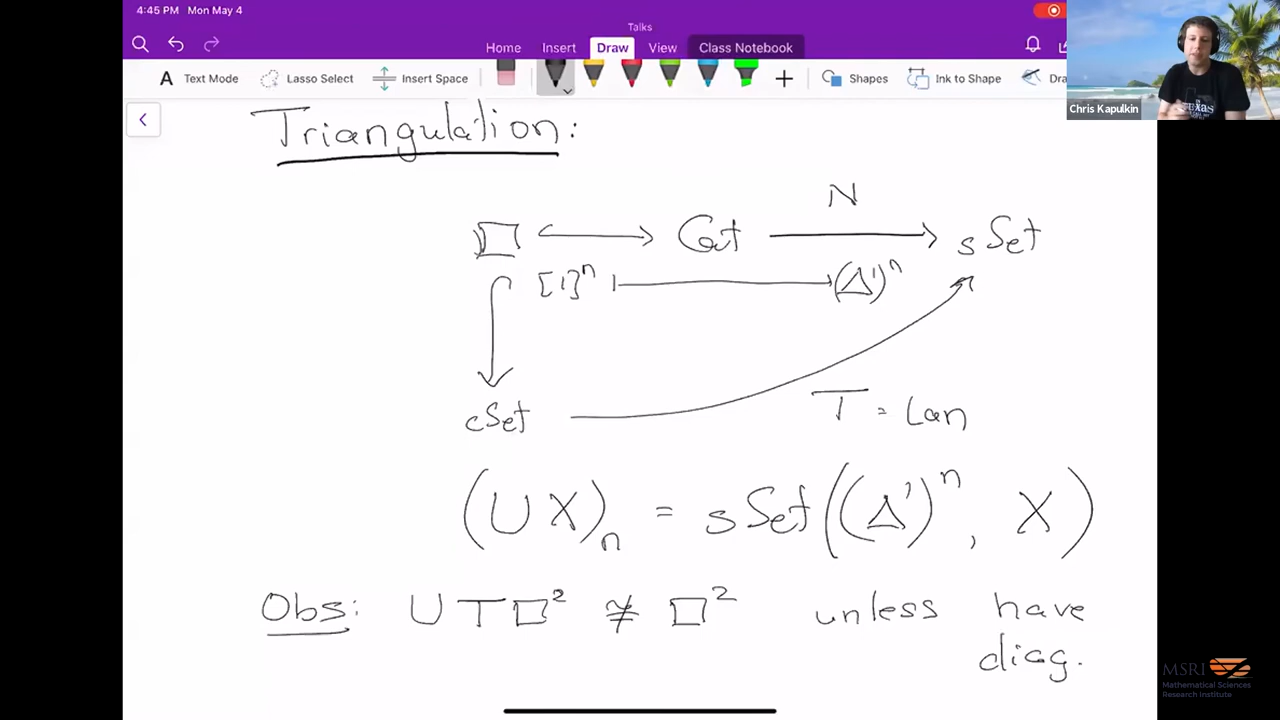 4:45 PM Mon May 4
Talks
Home Insert Draw View Class Notebook
A Text Mode Lasso Select Insert Space Shapes Ink to Shape Dra
Chris Kapulkin
Triangulation:
N
□ ↪ Cat → sSet
[1]ⁿ ↦ (Δ¹)ⁿ
cSet
T = Lan
(UX)ₙ = sSet((Δ¹)ⁿ, X)
Obs: UT□² ≇ □² unless have
diag.
MSRI
Mathematical Sciences
Research Institute